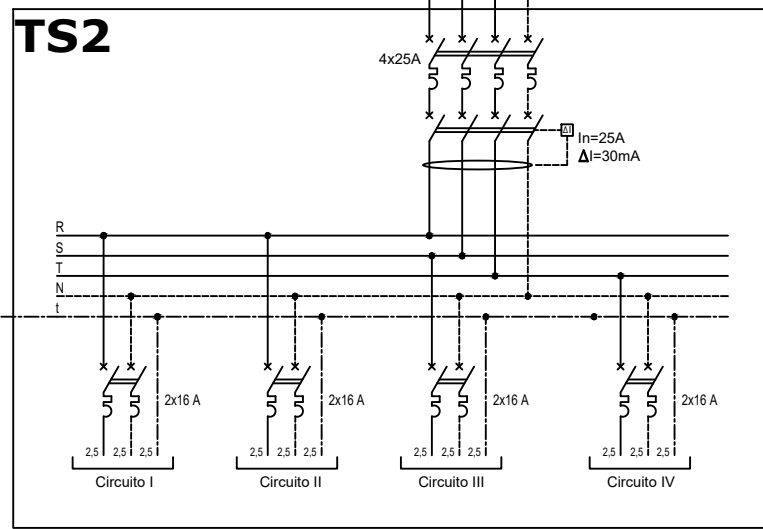 TS2
4x25A
ΔI
In=25A
ΔI=30mA
R
S
T
N
t
2x16 A
2x16 A
2x16 A
2x16 A
2,5 2,5 2,5
2,5 2,5 2,5
2,5 2,5 2,5
2,5 2,5 2,5
Circuito I
Circuito II
Circuito III
Circuito IV